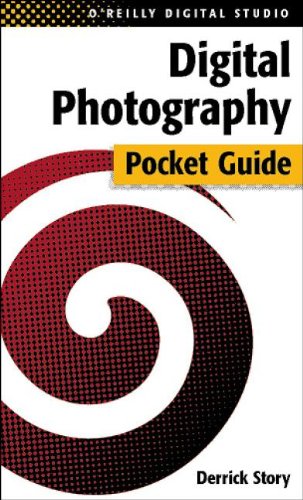 O'REILLY DIGITAL STUDIO
Digital
Photography
Pocket Guide
Derrick Story